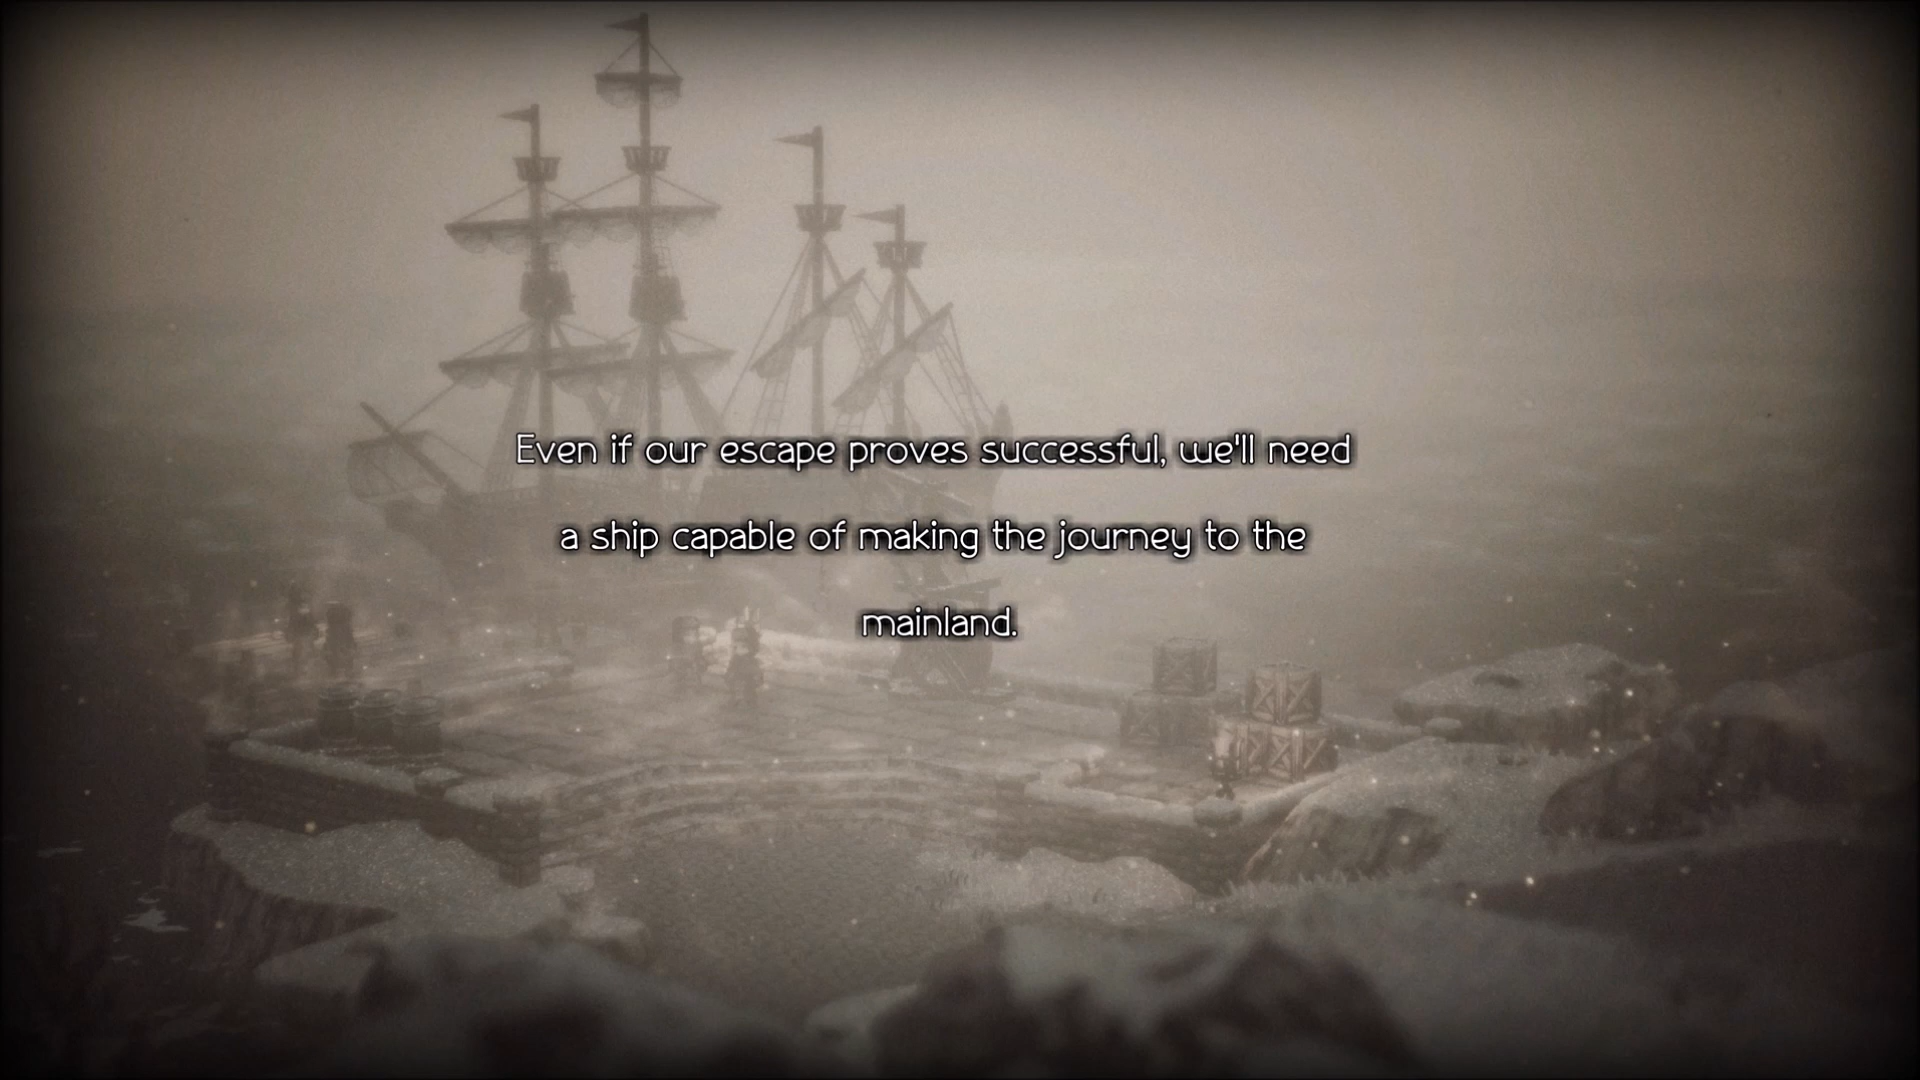 Even if our escape proves successful, we'll need
a ship capable of making the journey to the
mainland.